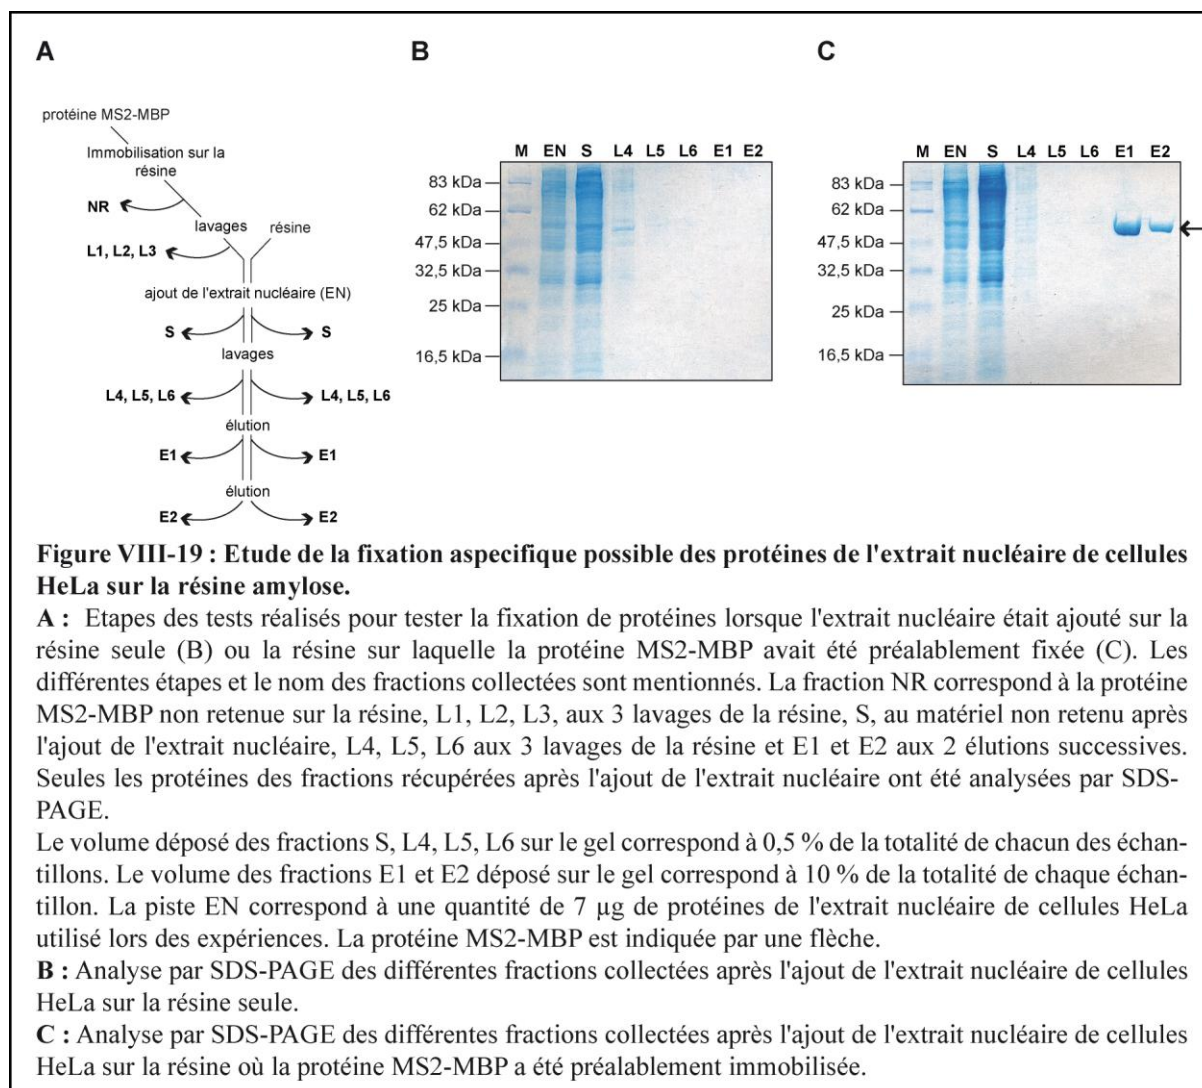 A
protéine MS2-MBP
Immobilisation sur la
résine
NR
lavages
résine
L1, L2, L3
ajout de l'extrait nucléaire (EN)
S
S
lavages
L4, L5, L6
L4, L5, L6
élution
E1
E1
élution
E2
E2
B
M EN S L4 L5 L6 E1 E2
83 kDa
62 kDa
47,5 kDa
32,5 kDa
25 kDa
16,5 kDa
C
M EN S L4 L5 L6 E1 E2
83 kDa
62 kDa
47,5 kDa
32,5 kDa
25 kDa
16,5 kDa
Figure VIII-19 : Etude de la fixation aspecifique possible des protéines de l'extrait nucléaire de cellules
HeLa sur la résine amylose.
A : Etapes des tests réalisés pour tester la fixation de protéines lorsque l'extrait nucléaire était ajouté sur la
résine seule (B) ou la résine sur laquelle la protéine MS2-MBP avait été préalablement fixée (C). Les
différentes étapes et le nom des fractions collectées sont mentionnés. La fraction NR correspond à la protéine
MS2-MBP non retenue sur la résine, L1, L2, L3, aux 3 lavages de la résine, S, au matériel non retenu après
l'ajout de l'extrait nucléaire, L4, L5, L6 aux 3 lavages de la résine et E1 et E2 aux 2 élutions successives.
Seules les protéines des fractions récupérées après l'ajout de l'extrait nucléaire ont été analysées par SDS-
PAGE.
Le volume déposé des fractions S, L4, L5, L6 sur le gel correspond à 0,5 % de la totalité de chacun des échan-
tillons. Le volume des fractions E1 et E2 déposé sur le gel correspond à 10 % de la totalité de chaque échan-
tillon. La piste EN correspond à une quantité de 7 µg de protéines de l'extrait nucléaire de cellules HeLa
utilisé lors des expériences. La protéine MS2-MBP est indiquée par une flèche.
B : Analyse par SDS-PAGE des différentes fractions collectées après l'ajout de l'extrait nucléaire de cellules
HeLa sur la résine seule.
C : Analyse par SDS-PAGE des différentes fractions collectées après l'ajout de l'extrait nucléaire de cellules
HeLa sur la résine où la protéine MS2-MBP a été préalablement immobilisée.